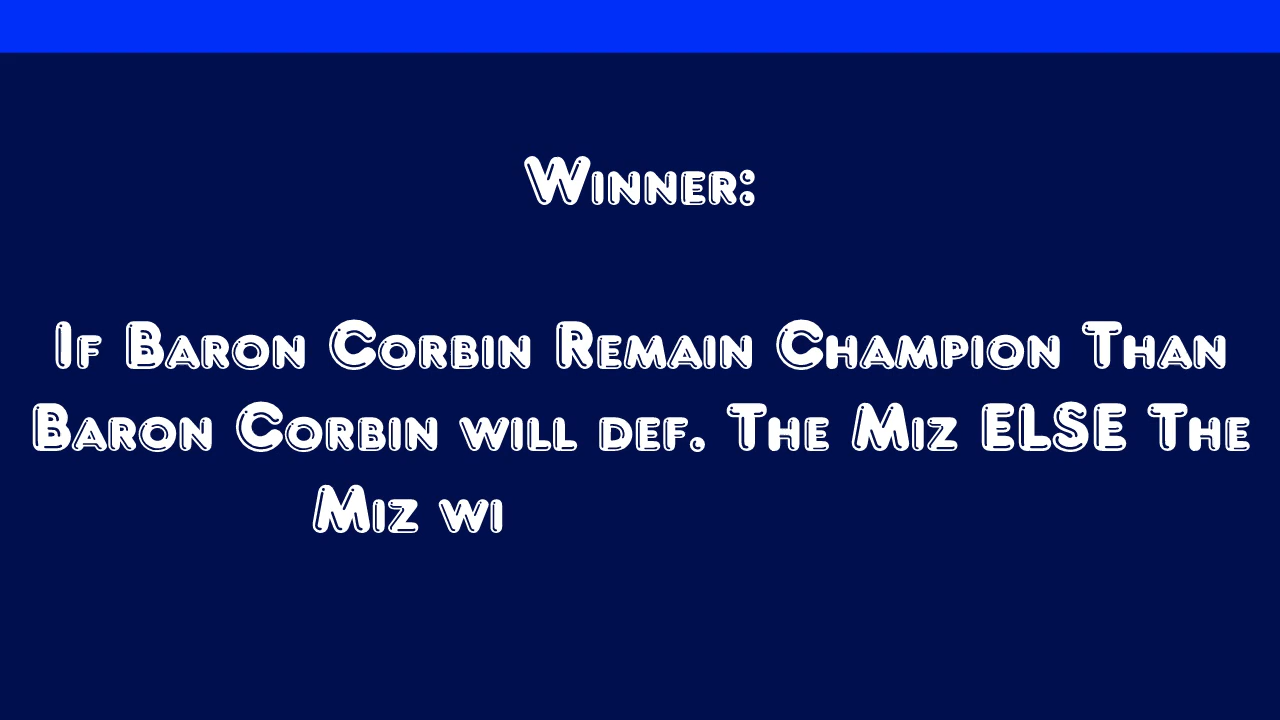 Winner:
If Baron Corbin Remain Champion Than
Baron Corbin will def. The Miz ELSE The
Miz wi